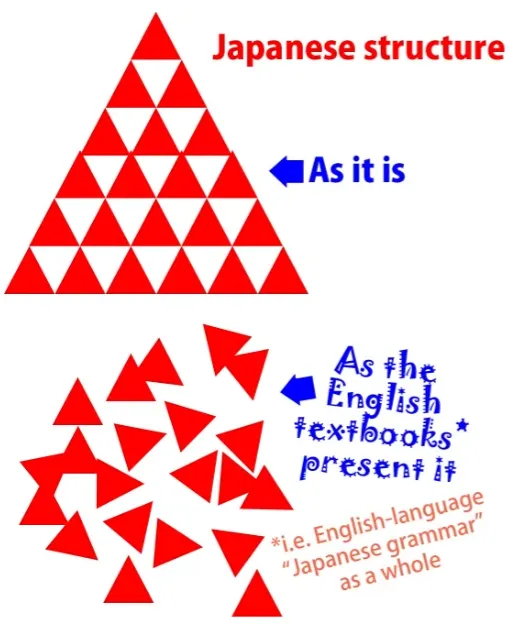 Japanese structure
As it is
As the
English
textbooks*
present it
*i.e. English-language
“Japanese grammar”
as a whole